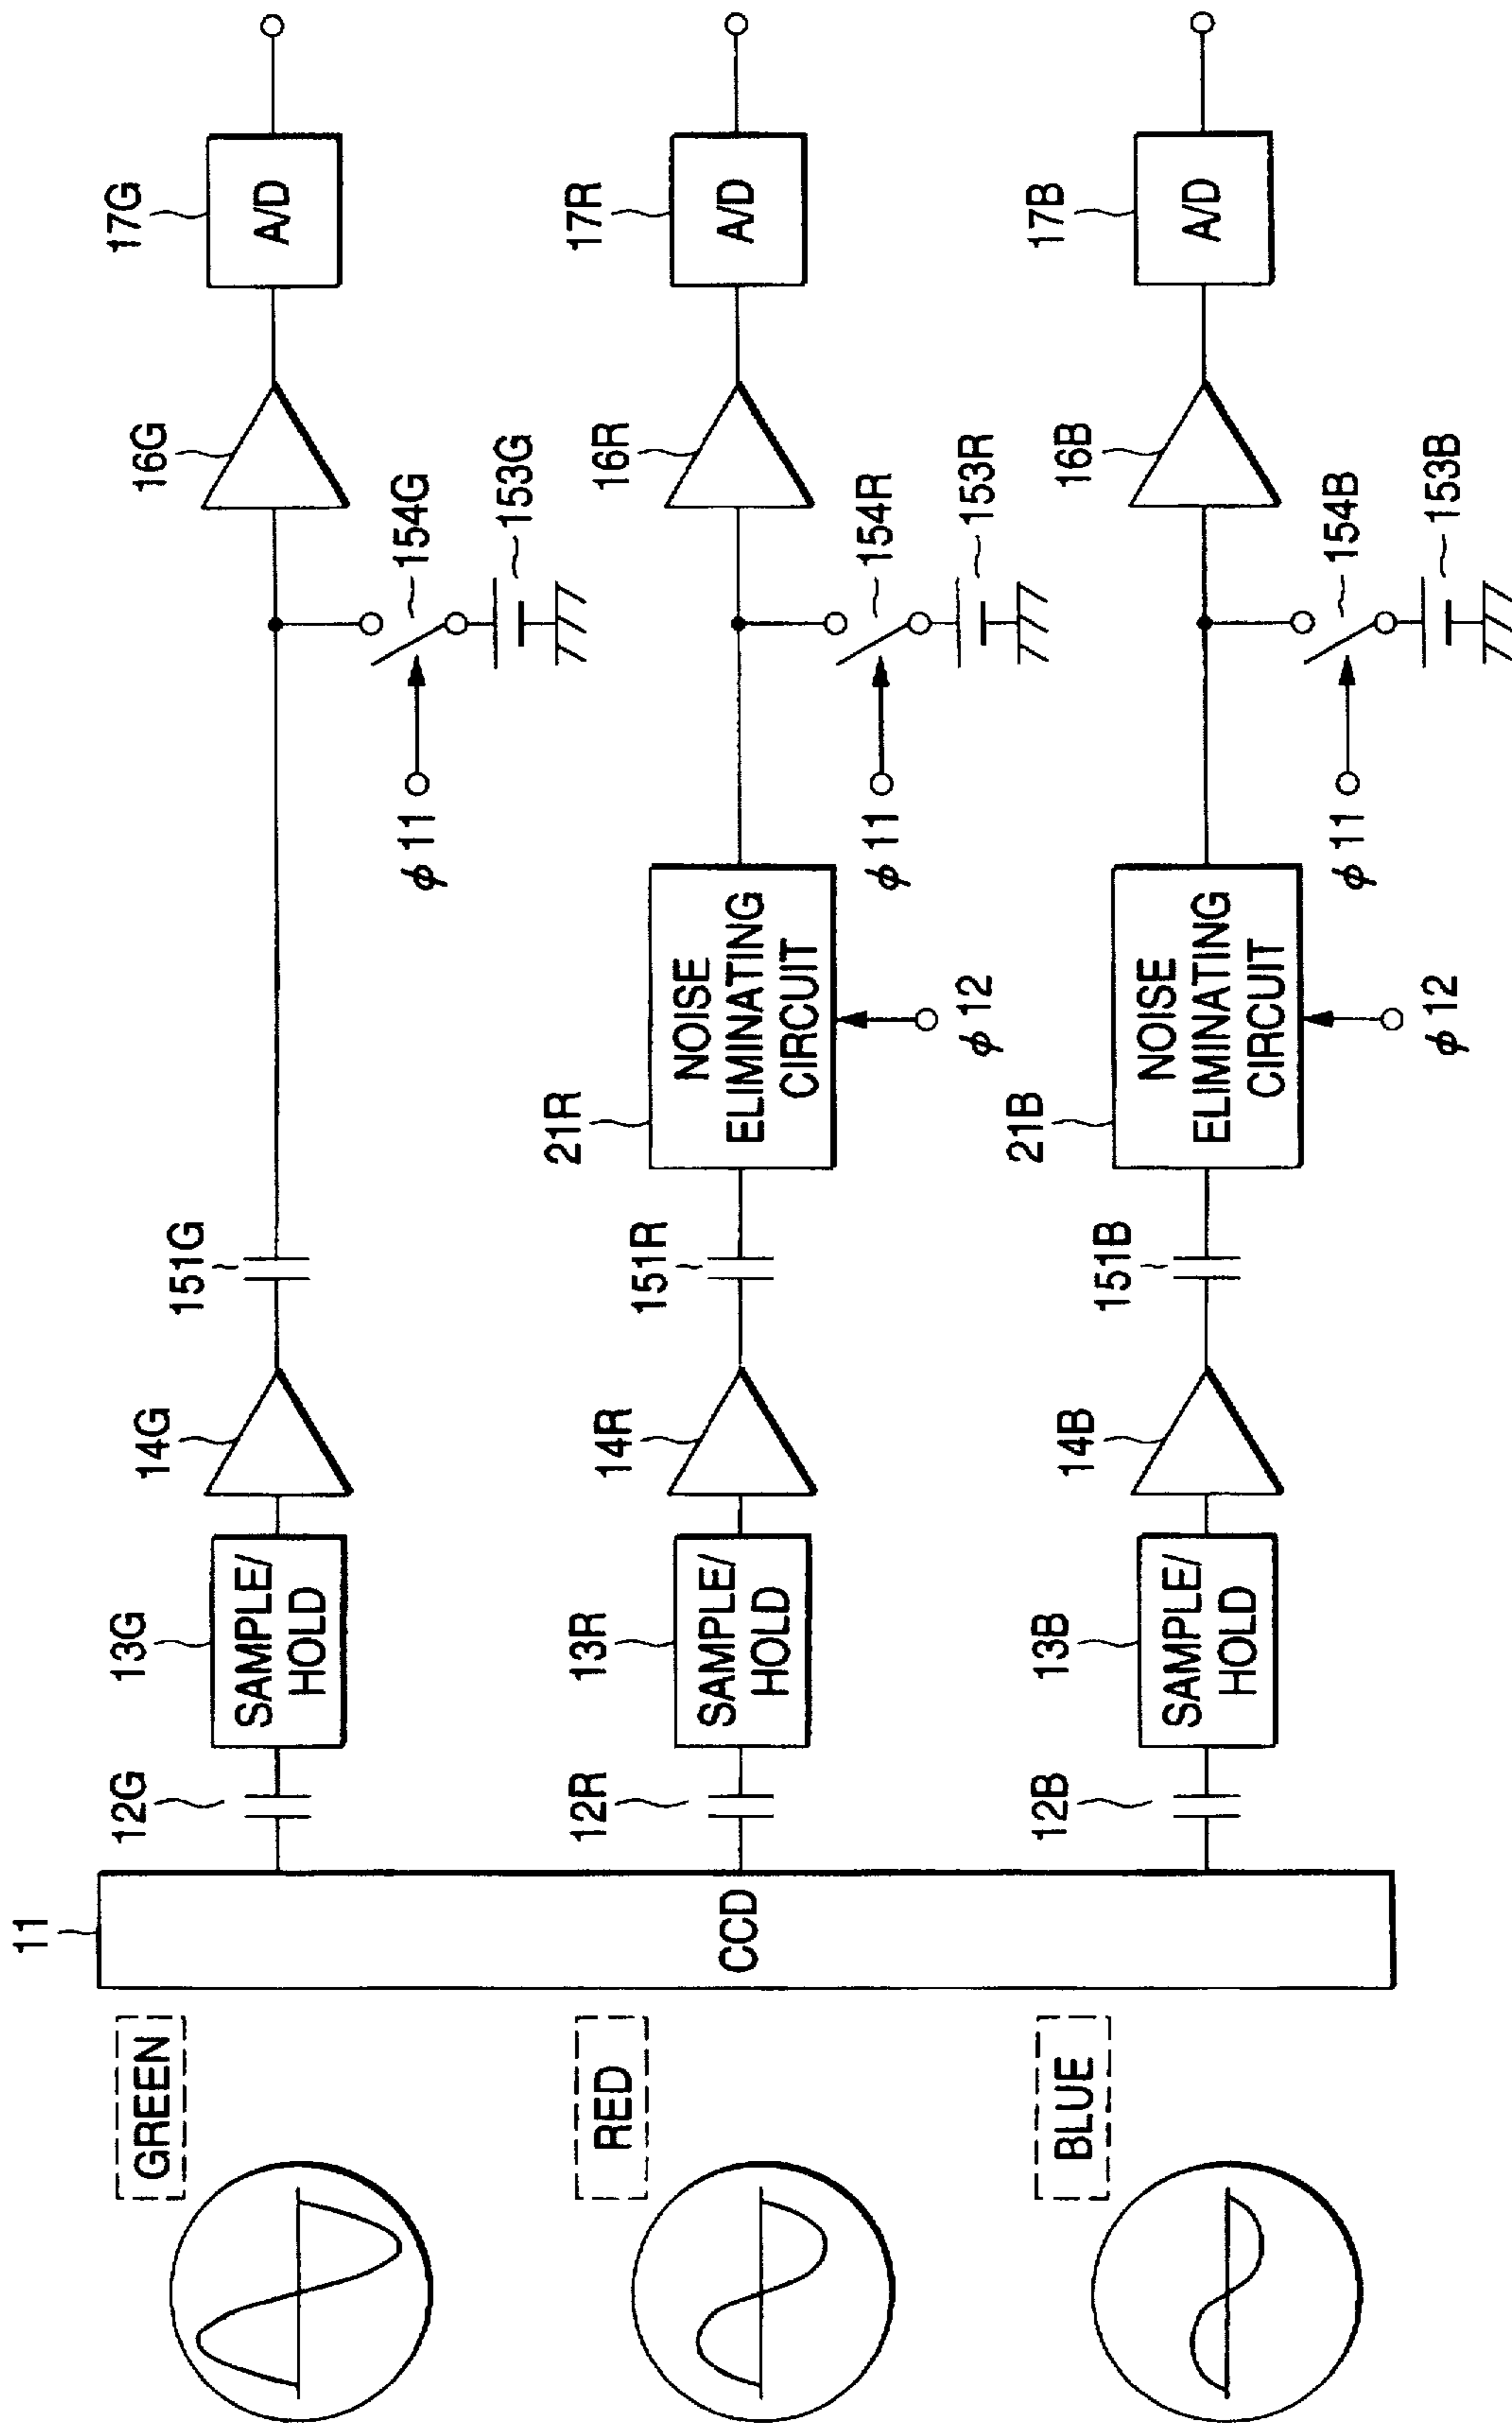 GREEN
11
12G
13G
SAMPLE/
HOLD
14G
151G
16G
17G
A/D
154G
153G
ϕ11
RED
CCD
12R
13R
SAMPLE/
HOLD
14R
151R
21R
NOISE
ELIMINATING
CIRCUIT
ϕ12
16R
17R
A/D
154R
153R
ϕ11
BLUE
12B
13B
SAMPLE/
HOLD
14B
151B
21B
NOISE
ELIMINATING
CIRCUIT
ϕ12
16B
17B
A/D
154B
153B
ϕ11